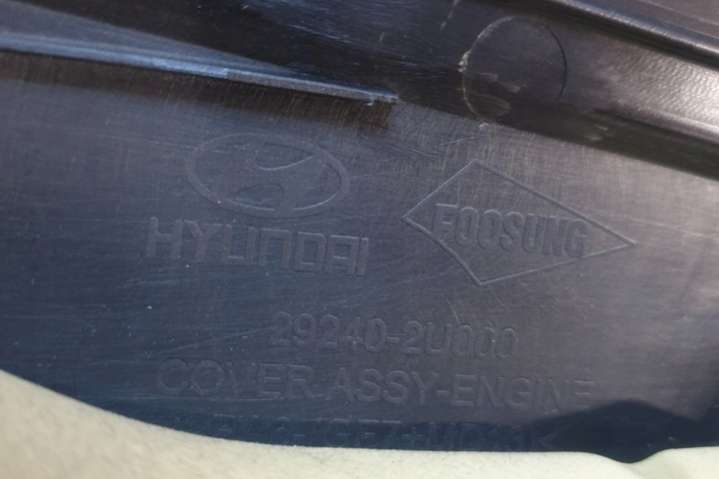 HYUNDAI
FOOSUNG
29240-2U000
COVER ASSY-ENGINE